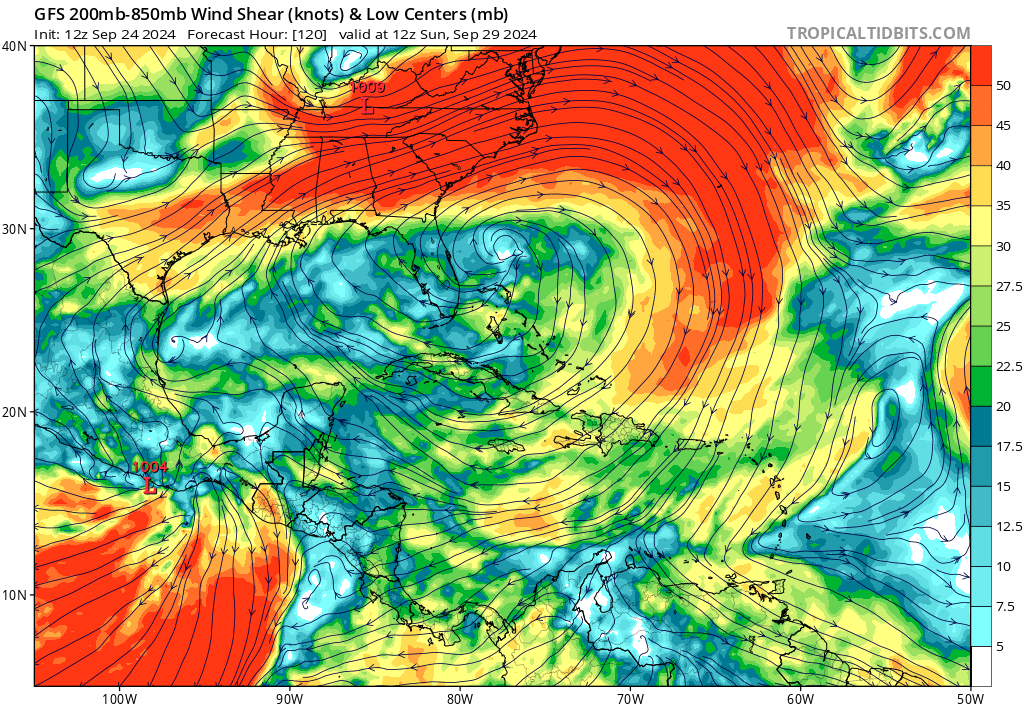 GFS 200mb-850mb Wind Shear (knots) & Low Centers (mb)
Init: 12z Sep 24 2024 Forecast Hour: [120] valid at 12z Sun, Sep 29 2024
TROPICALTIDBITS.COM
40N
30N
20N
10N
1009
L
1004
L
50
45
40
35
30
27.5
25
22.5
20
17.5
15
12.5
10
7.5
5
100W
90W
80W
70W
60W
50W